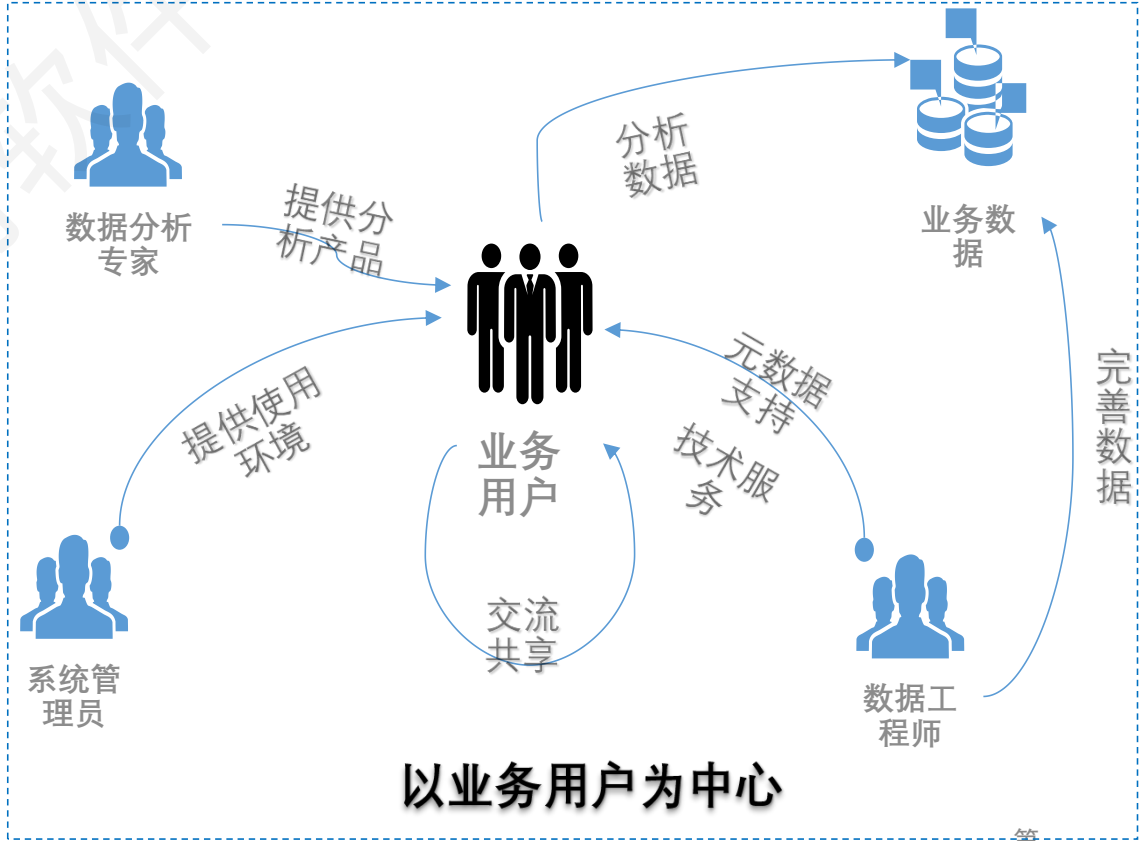 软件
数据分析
专家
提供分
析产品
分析
数据
业务数
据
提供使用
环境
业务
用户
元数据
支持
技术服
务
完
善
数
据
交流
共享
系统管
理员
数据工
程师
以业务用户为中心